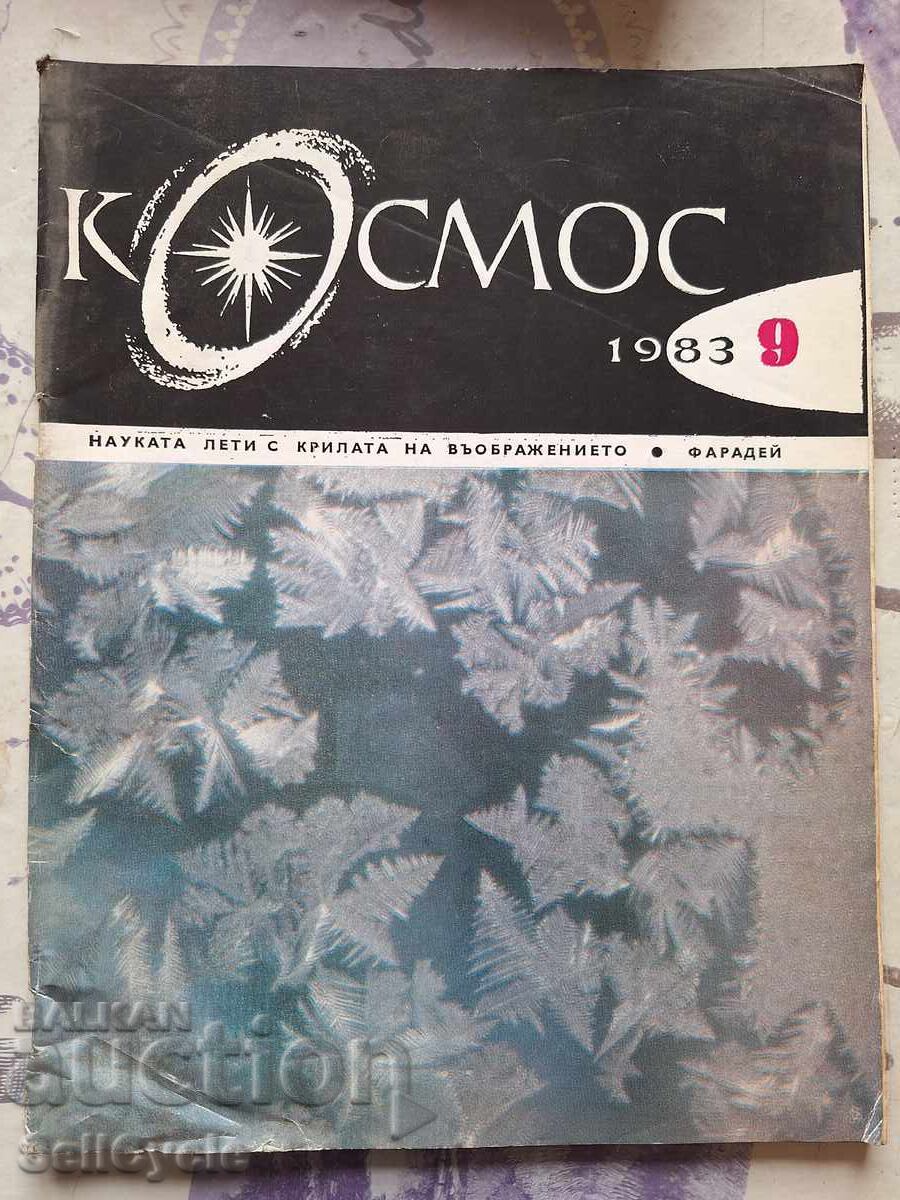 КОСМОС
1983 9
НАУКАТА ЛЕТИ С КРИЛАТА НА ВЪОБРАЖЕНИЕТО • ФАРАДЕЙ
BALKAN
auction
sellCycle